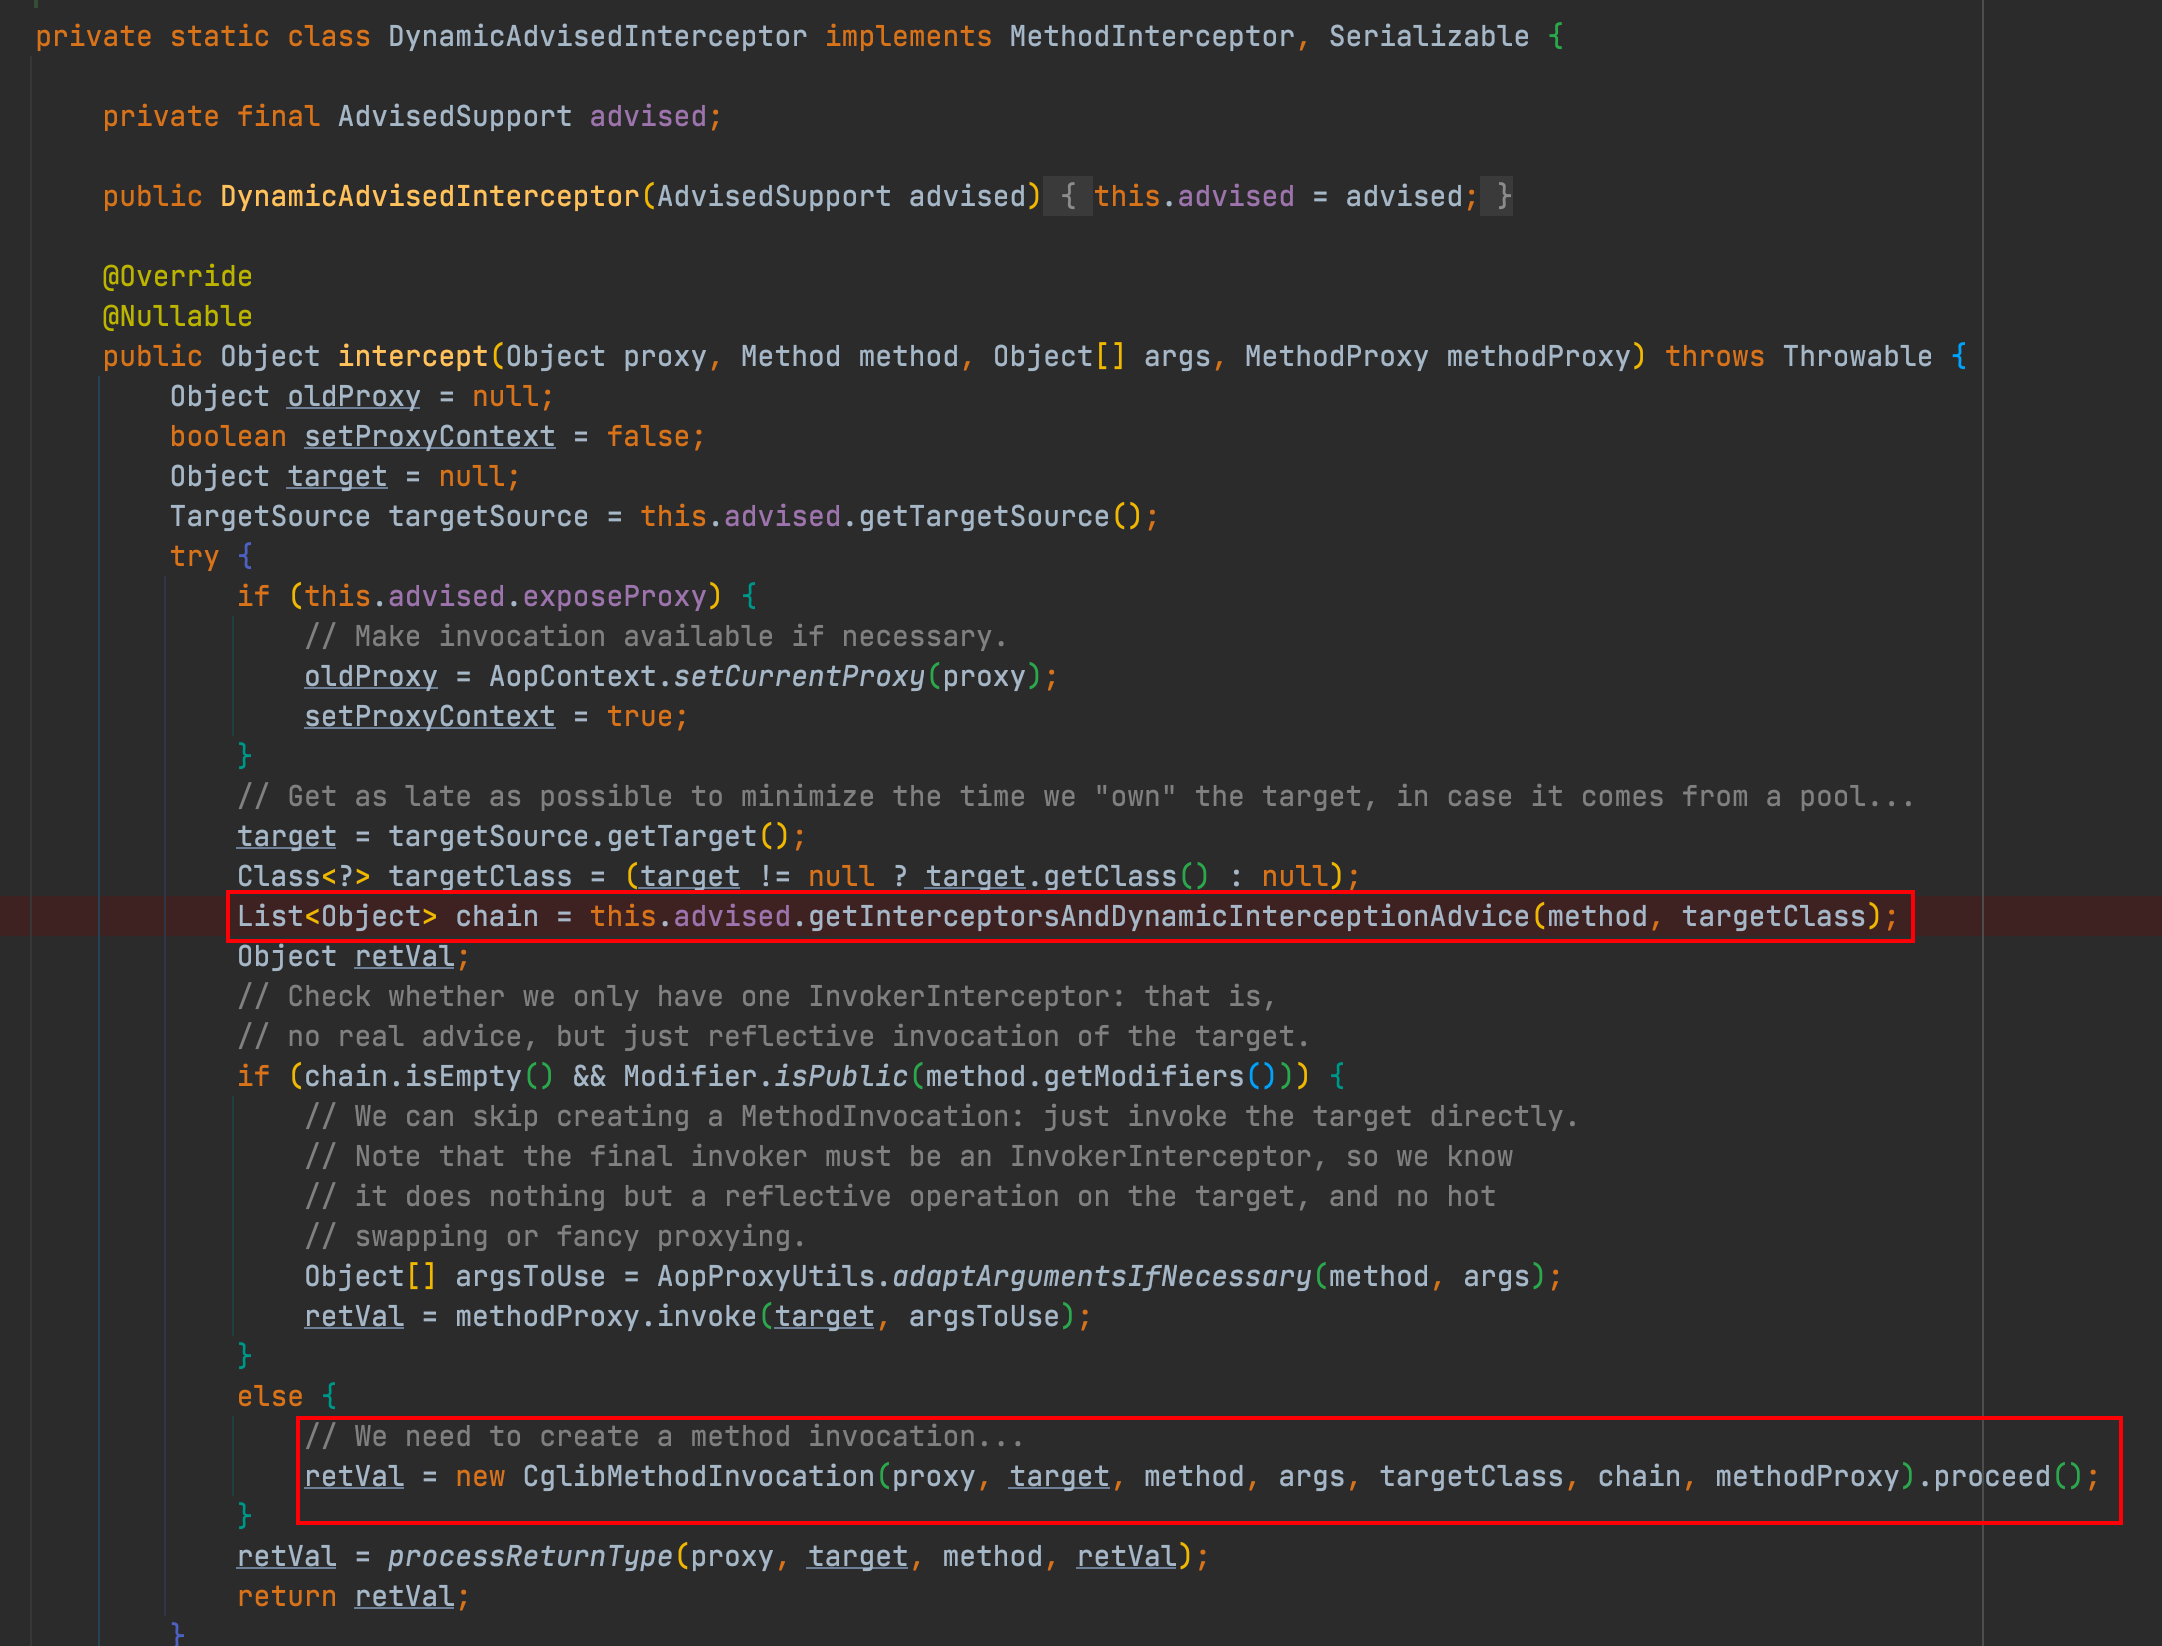 private static class DynamicAdvisedInterceptor implements MethodInterceptor, Serializable {
private final AdvisedSupport advised;
public DynamicAdvisedInterceptor(AdvisedSupport advised) { this.advised = advised; }
@Override
@Nullable
public Object intercept(Object proxy, Method method, Object[] args, MethodProxy methodProxy) throws Throwable {
Object oldProxy = null;
boolean setProxyContext = false;
Object target = null;
TargetSource targetSource = this.advised.getTargetSource();
try {
if (this.advised.exposeProxy) {
// Make invocation available if necessary.
oldProxy = AopContext.setCurrentProxy(proxy);
setProxyContext = true;
}
// Get as late as possible to minimize the time we "own" the target, in case it comes from a pool...
target = targetSource.getTarget();
Class<?> targetClass = (target != null ? target.getClass() : null);
List<Object> chain = this.advised.getInterceptorsAndDynamicInterceptionAdvice(method, targetClass);
Object retVal;
// Check whether we only have one InvokerInterceptor: that is,
// no real advice, but just reflective invocation of the target.
if (chain.isEmpty() && Modifier.isPublic(method.getModifiers())) {
// We can skip creating a MethodInvocation: just invoke the target directly.
// Note that the final invoker must be an InvokerInterceptor, so we know
// it does nothing but a reflective operation on the target, and no hot
// swapping or fancy proxying.
Object[] argsToUse = AopProxyUtils.adaptArgumentsIfNecessary(method, args);
retVal = methodProxy.invoke(target, argsToUse);
}
else {
// We need to create a method invocation...
retVal = new CglibMethodInvocation(proxy, target, method, args, targetClass, chain, methodProxy).proceed();
}
retVal = processReturnType(proxy, target, method, retVal);
return retVal;
}